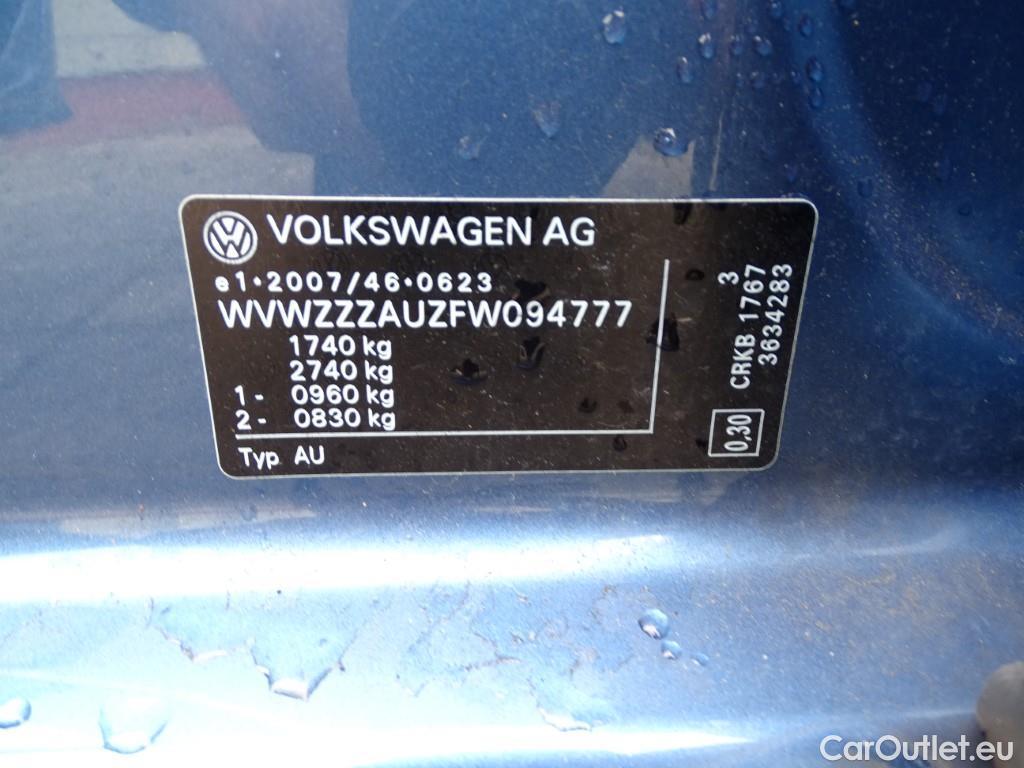 VOLKSWAGEN AG
e1*2007/46*0623
WVWZZZAUZFW094777
1740 kg
2740 kg
1- 0960 kg
2- 0830 kg
Typ AU
3
CRKB 1767
3634283
0,30
CarOutlet.eu